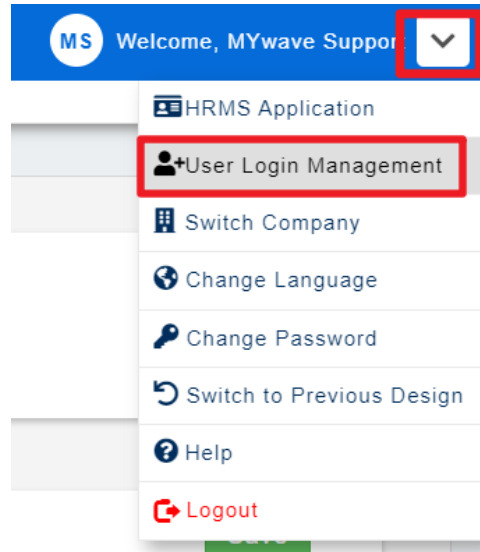 MS Welcome, MYwave Support
HRMS Application
User Login Management
Switch Company
Change Language
Change Password
Switch to Previous Design
Help
Logout